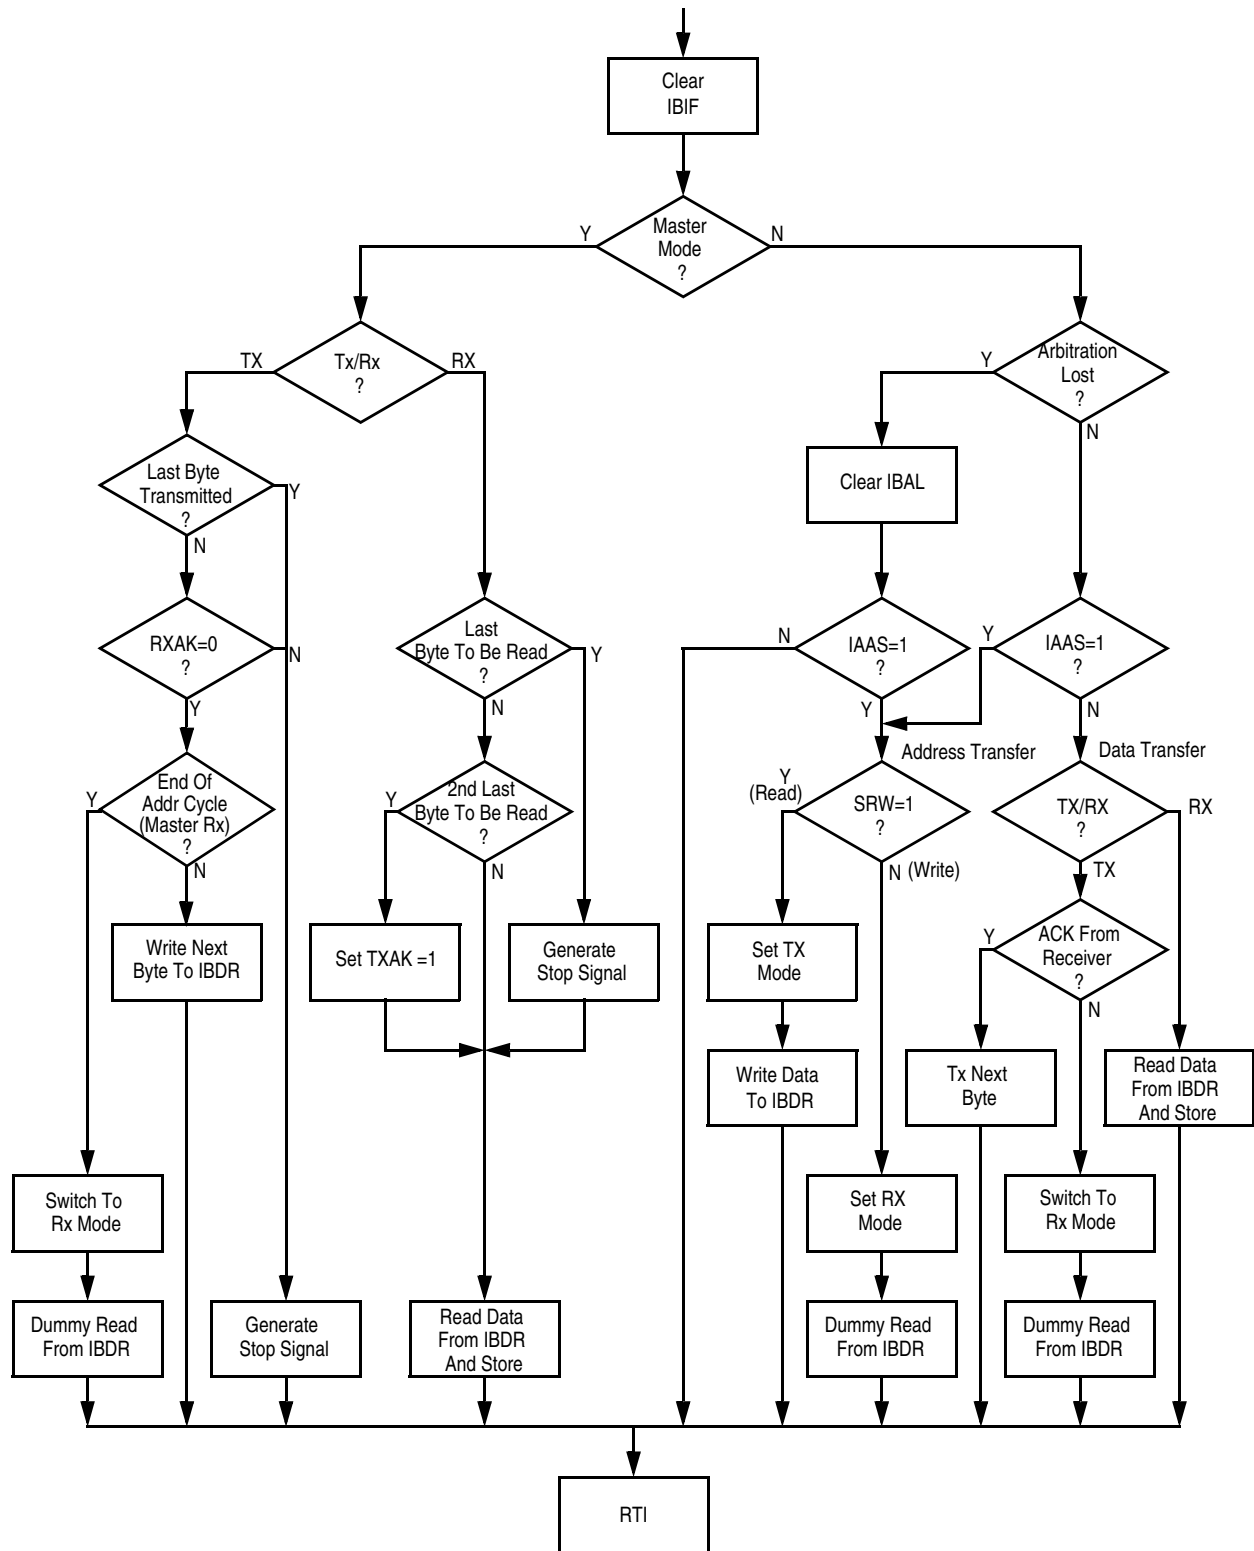 Clear
IBIF
Master
Mode
?
Y
N
Tx/Rx
?
TX
RX
Arbitration
Lost
?
Y
N
Last Byte
Transmitted
?
Y
N
Clear IBAL
RXAK=0
?
N
Y
Last
Byte To Be Read
?
Y
N
IAAS=1
?
N
Y
IAAS=1
?
Y
N
Address Transfer
Data Transfer
End Of
Addr Cycle
(Master Rx)
?
Y
N
2nd Last
Byte To Be Read
?
Y
N
Y
(Read)
SRW=1
?
N (Write)
TX/RX
?
RX
TX
Write Next
Byte To IBDR
Set TXAK =1
Generate
Stop Signal
Set TX
Mode
ACK From
Receiver
?
Y
N
Write Data
To IBDR
Tx Next
Byte
Read Data
From IBDR
And Store
Switch To
Rx Mode
Set RX
Mode
Switch To
Rx Mode
Dummy Read
From IBDR
Generate
Stop Signal
Read Data
From IBDR
And Store
Dummy Read
From IBDR
Dummy Read
From IBDR
RTI